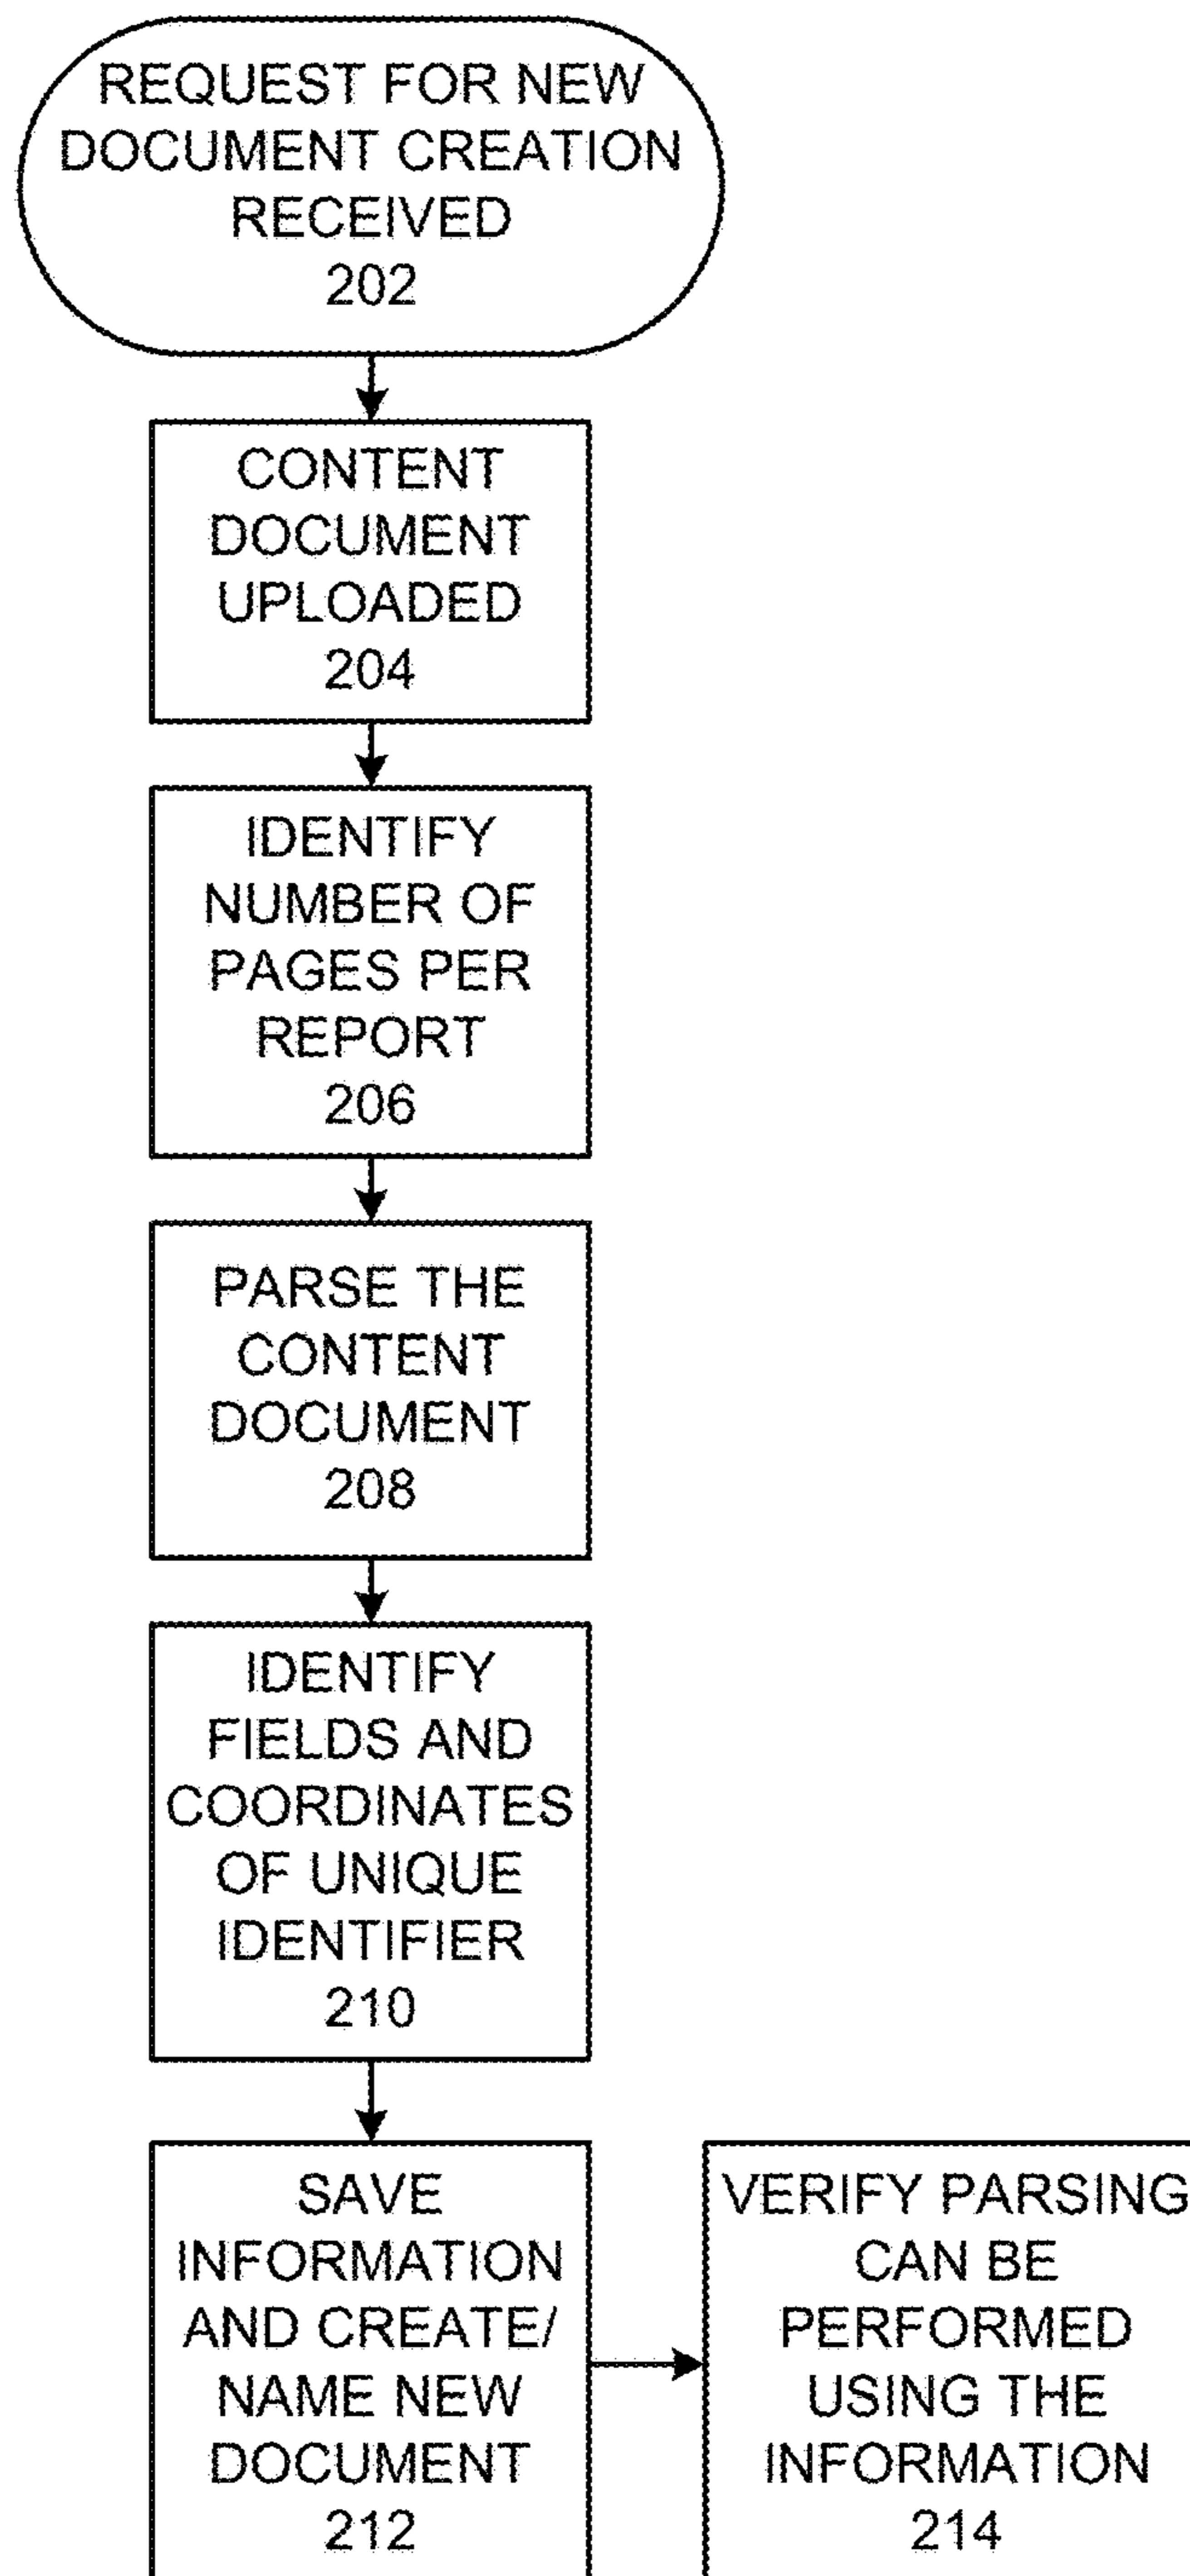 REQUEST FOR NEW
DOCUMENT CREATION
RECEIVED
202
CONTENT
DOCUMENT
UPLOADED
204
IDENTIFY
NUMBER OF
PAGES PER
REPORT
206
PARSE THE
CONTENT
DOCUMENT
208
IDENTIFY
FIELDS AND
COORDINATES
OF UNIQUE
IDENTIFIER
210
SAVE
INFORMATION
AND CREATE/
NAME NEW
DOCUMENT
212
VERIFY PARSING
CAN BE
PERFORMED
USING THE
INFORMATION
214